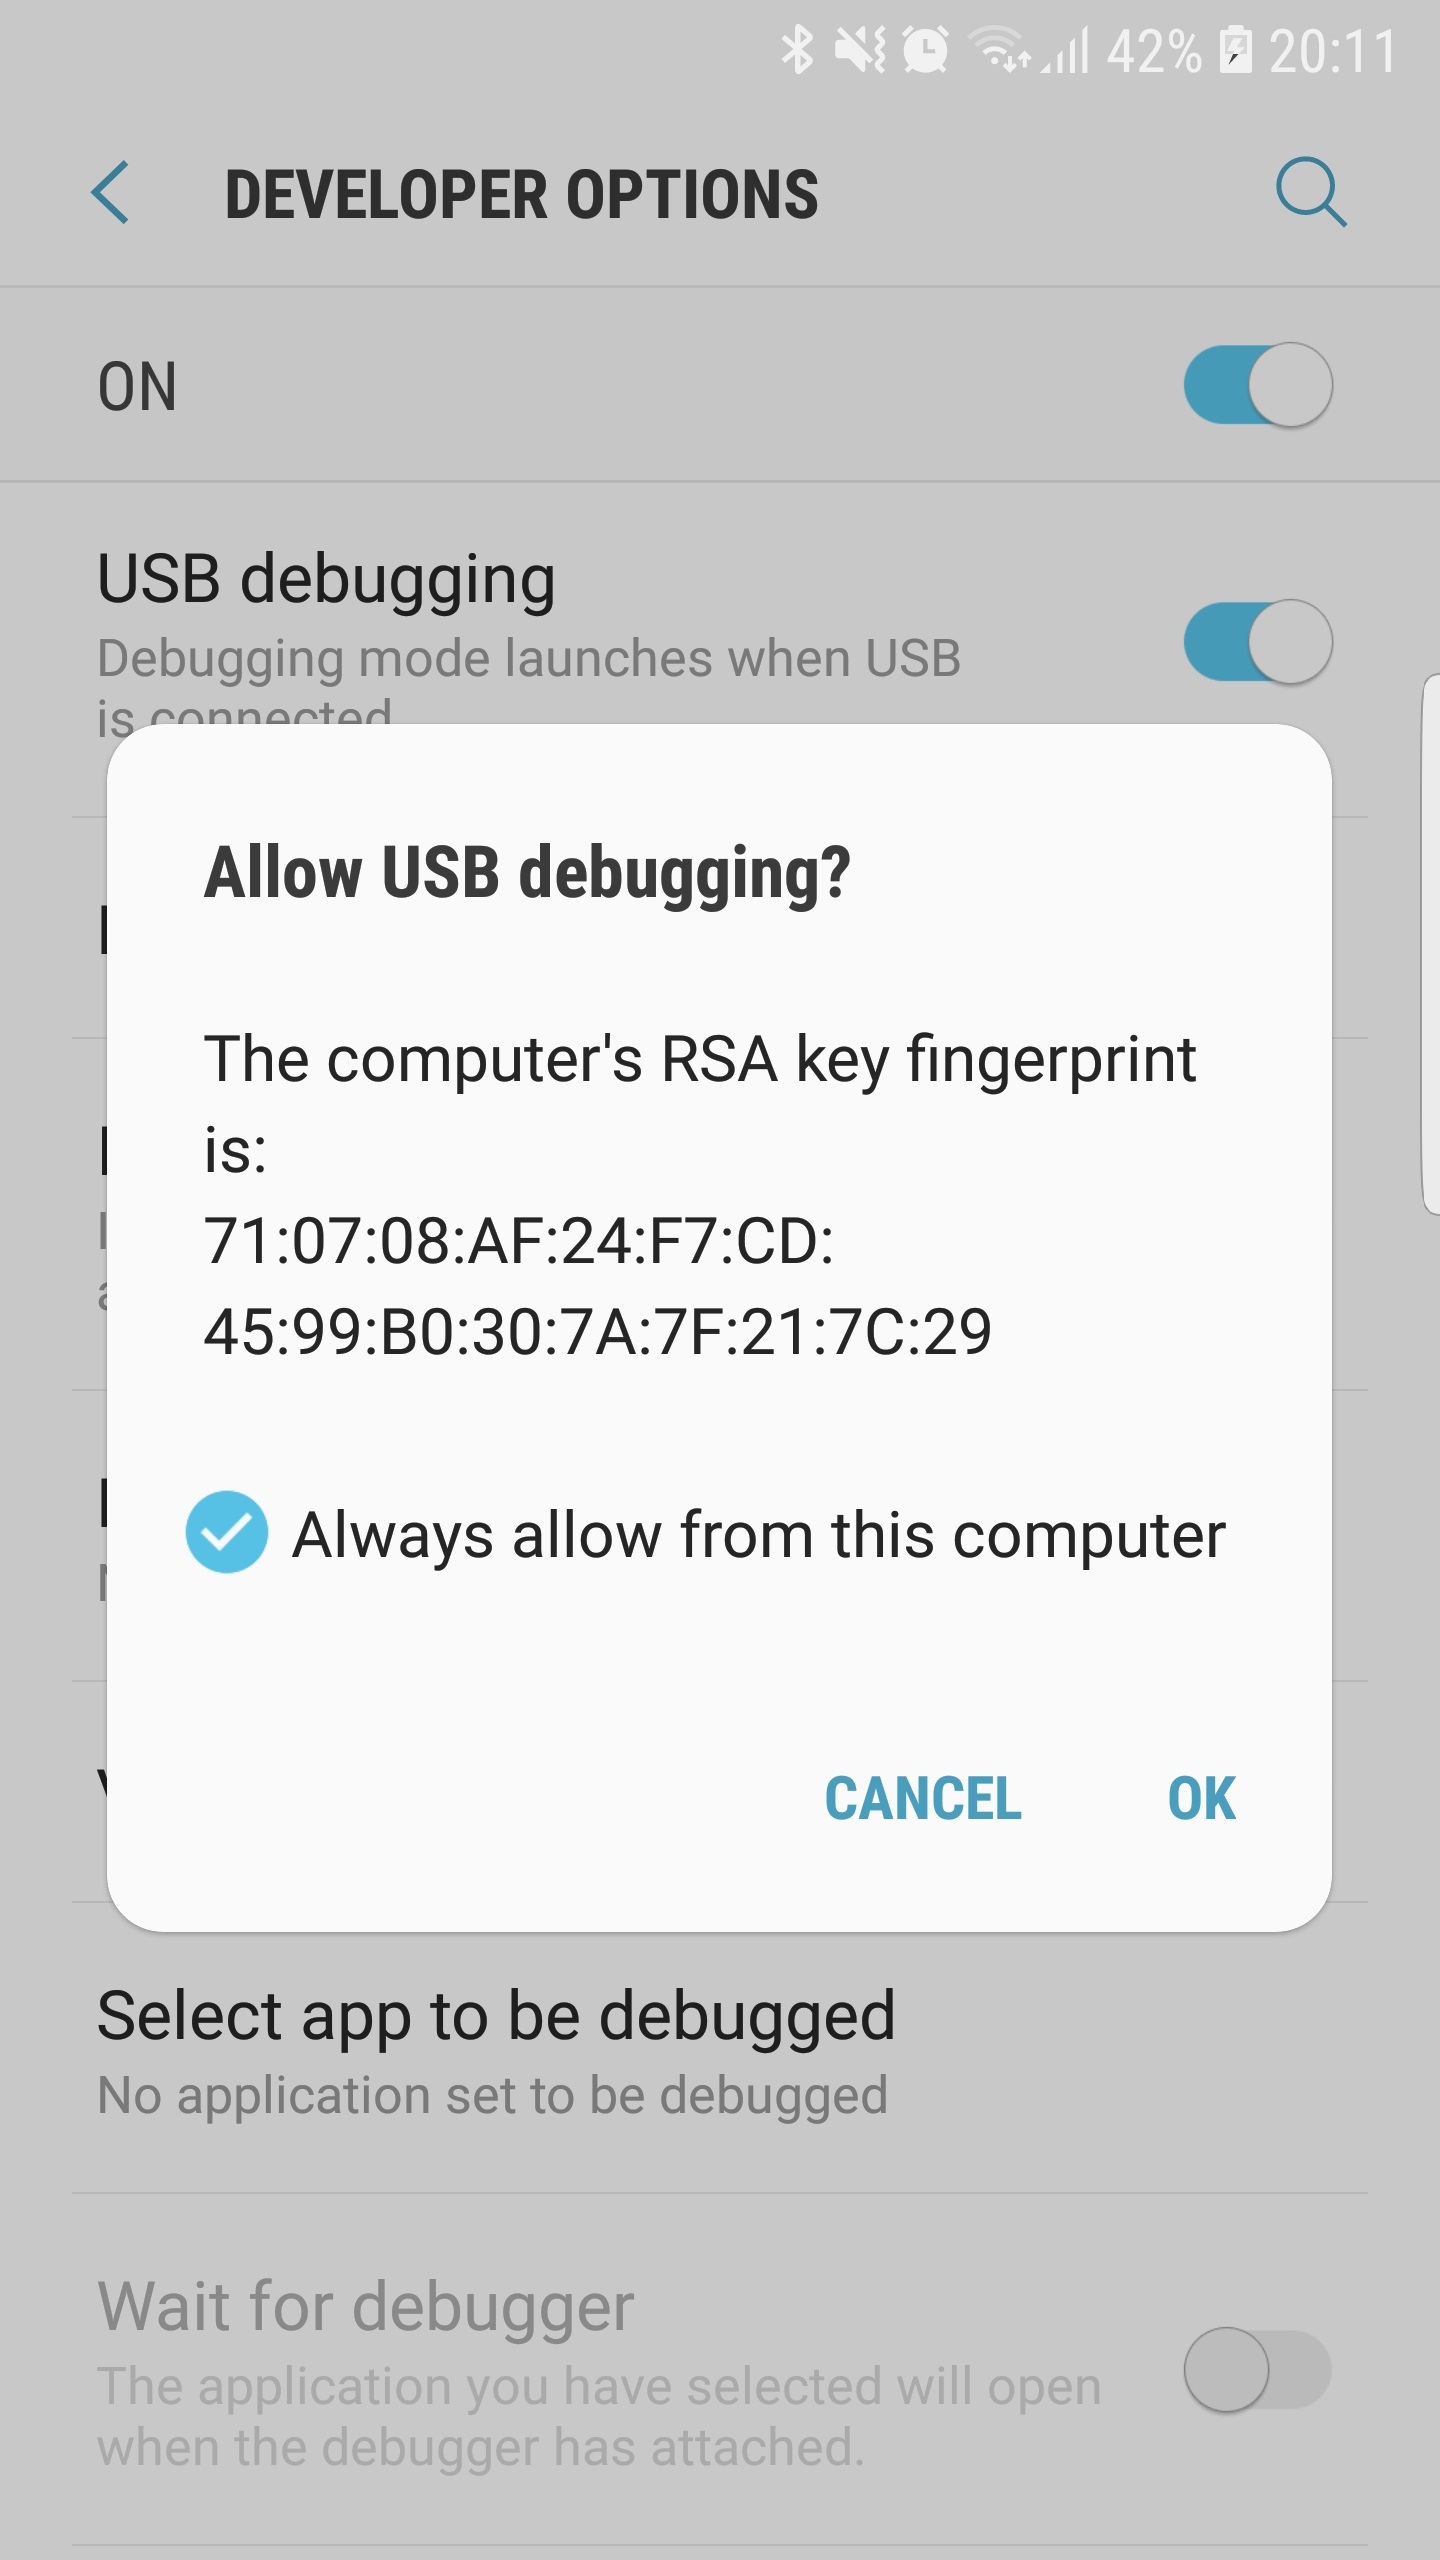 42% 20:11
DEVELOPER OPTIONS
ON
USB debugging
Debugging mode launches when USB
is connected
Allow USB debugging?
The computer's RSA key fingerprint
is:
71:07:08:AF:24:F7:CD:
45:99:B0:30:7A:7F:21:7C:29
Always allow from this computer
CANCEL OK
Select app to be debugged
No application set to be debugged
Wait for debugger
The application you have selected will open
when the debugger has attached.